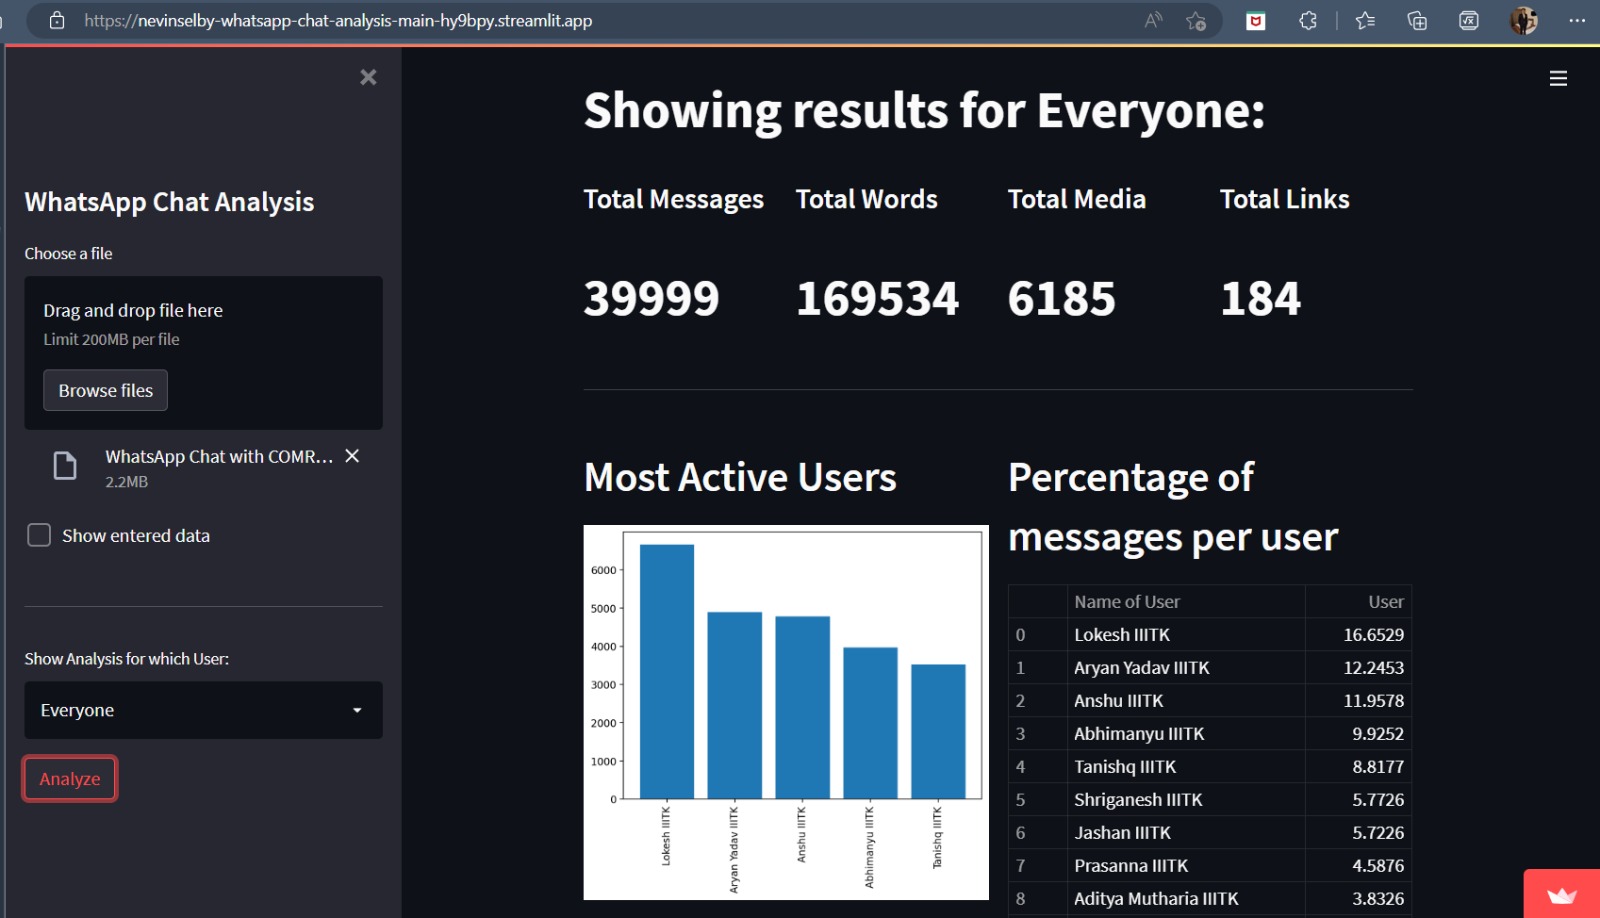 https://nevinselby-whatsapp-chat-analysis-main-hy9bpy.streamlit.app
WhatsApp Chat Analysis
Choose a file
Drag and drop file here
Limit 200MB per file
Browse files
WhatsApp Chat with COMR...
2.2MB
Show entered data
Show Analysis for which User:
Everyone
Analyze
Showing results for Everyone:
Total Messages Total Words Total Media Total Links
39999 169534 6185 184
Most Active Users
6000
5000
4000
3000
2000
1000
0
Lokesh IIITK
Aryan Yadav IIITK
Anshu IIITK
Abhimanyu IIITK
Tanishq IIITK
Percentage of
messages per user
Name of User User
0 Lokesh IIITK 16.6529
1 Aryan Yadav IIITK 12.2453
2 Anshu IIITK 11.9578
3 Abhimanyu IIITK 9.9252
4 Tanishq IIITK 8.8177
5 Shriganesh IIITK 5.7726
6 Jashan IIITK 5.7226
7 Prasanna IIITK 4.5876
8 Aditya Mutharia IIITK 3.8326